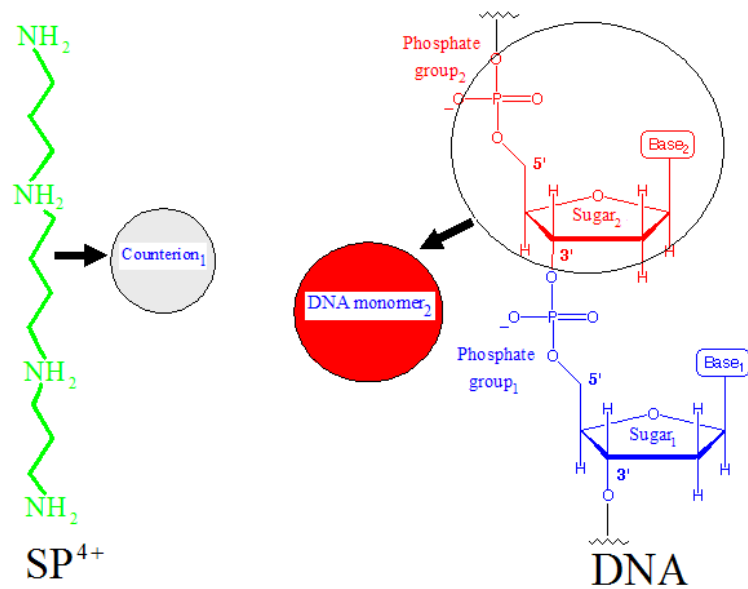 NH₂
NH₂
NH₂
NH₂
SP⁴⁺
Counterion₁
DNA monomer₂
Phosphate
group₂
O
⁻O P O
O
5'
Base₂
H O H
Sugar₂
H 3' H
O
⁻O P O
O
Phosphate
group₁
5'
Base₁
H O H
Sugar₁
H 3' H H
O
DNA